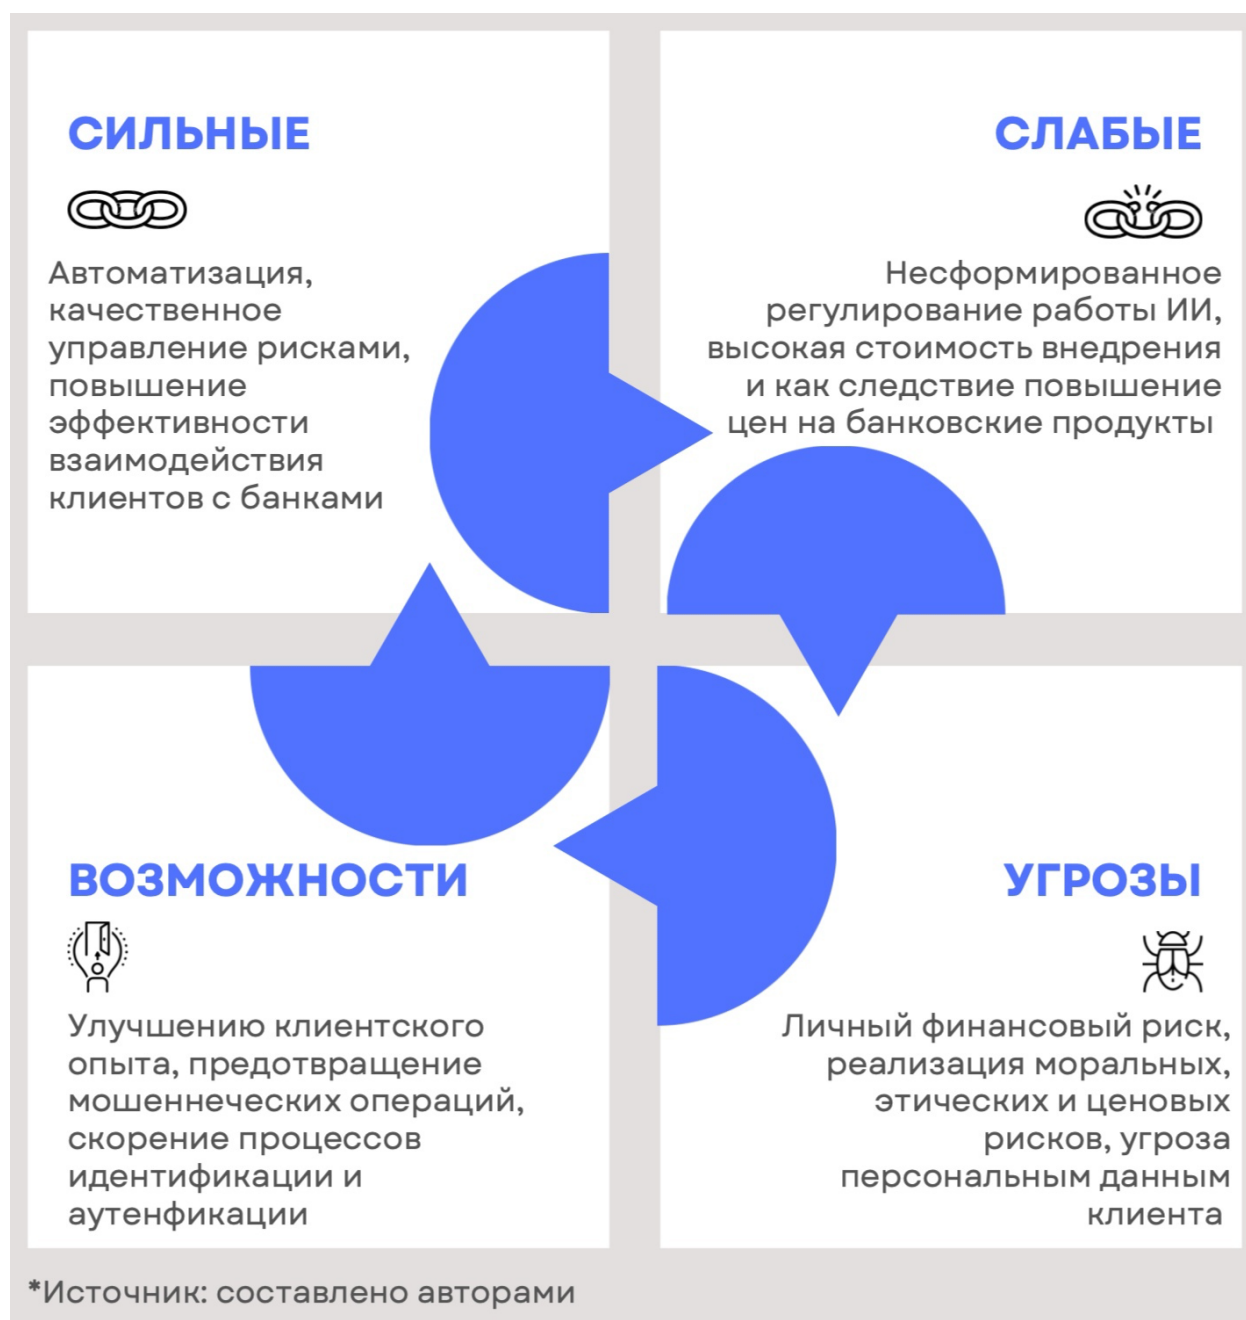 СИЛЬНЫЕ
Автоматизация,
качественное
управление рисками,
повышение
эффективности
взаимодействия
клиентов с банками
СЛАБЫЕ
Несформированное
регулирование работы ИИ,
высокая стоимость внедрения
и как следствие повышение
цен на банковские продукты
ВОЗМОЖНОСТИ
Улучшению клиентского
опыта, предотвращение
мошеннеческих операций,
скорение процессов
идентификации и
аутенфикации
УГРОЗЫ
Личный финансовый риск,
реализация моральных,
этических и ценовых
рисков, угроза
персональным данным
клиента
*Источник: составлено авторами